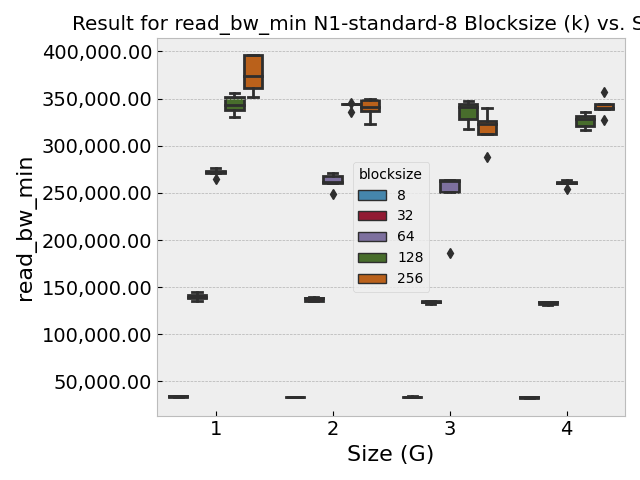 Result for read_bw_min N1-standard-8 Blocksize (k) vs. S
400,000.00
350,000.00
300,000.00
250,000.00
200,000.00
150,000.00
100,000.00
50,000.00
read_bw_min
blocksize
8
32
64
128
256
1 2 3 4
Size (G)